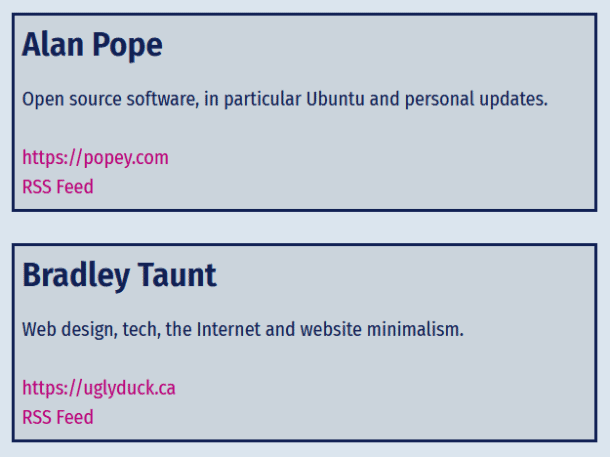 Alan Pope
Open source software, in particular Ubuntu and personal updates.
https://popey.com
RSS Feed
Bradley Taunt
Web design, tech, the Internet and website minimalism.
https://uglyduck.ca
RSS Feed